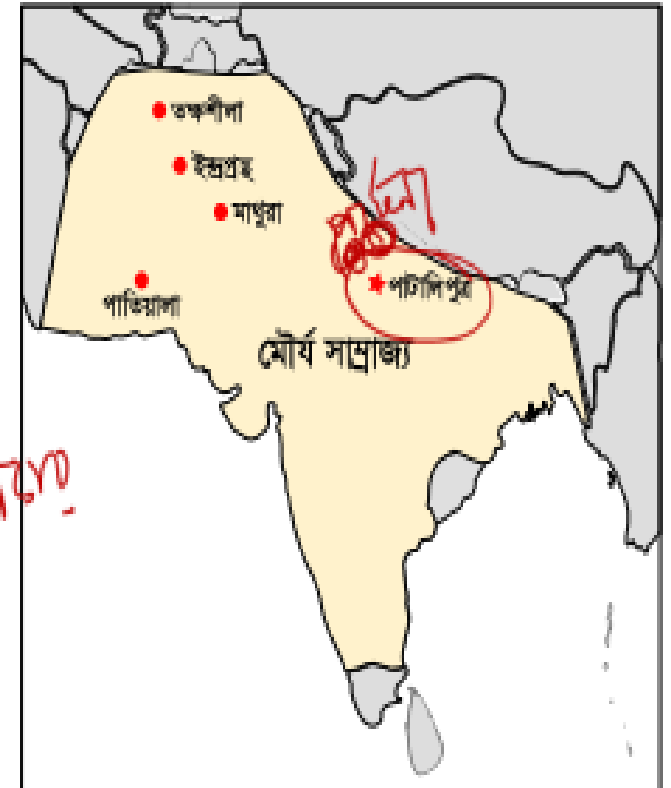 তক্ষশীলা
ইন্দ্রপ্রস্থ
মাথুরা
পাটালিপুত্র
পাতিয়ালা
মৌর্য সাম্রাজ্য